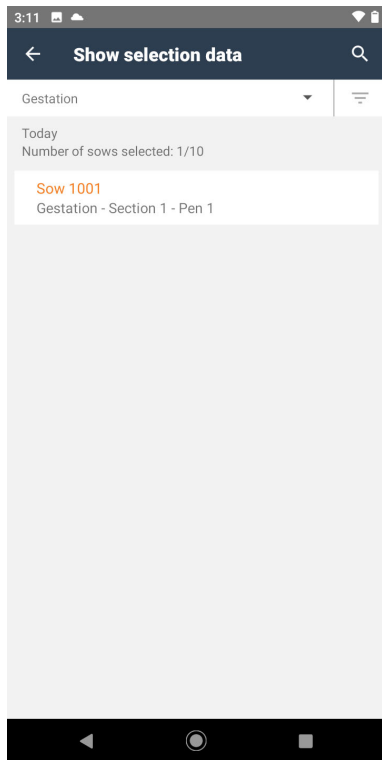 3:11
Show selection data
Gestation
Today
Number of sows selected: 1/10
Sow 1001
Gestation - Section 1 - Pen 1